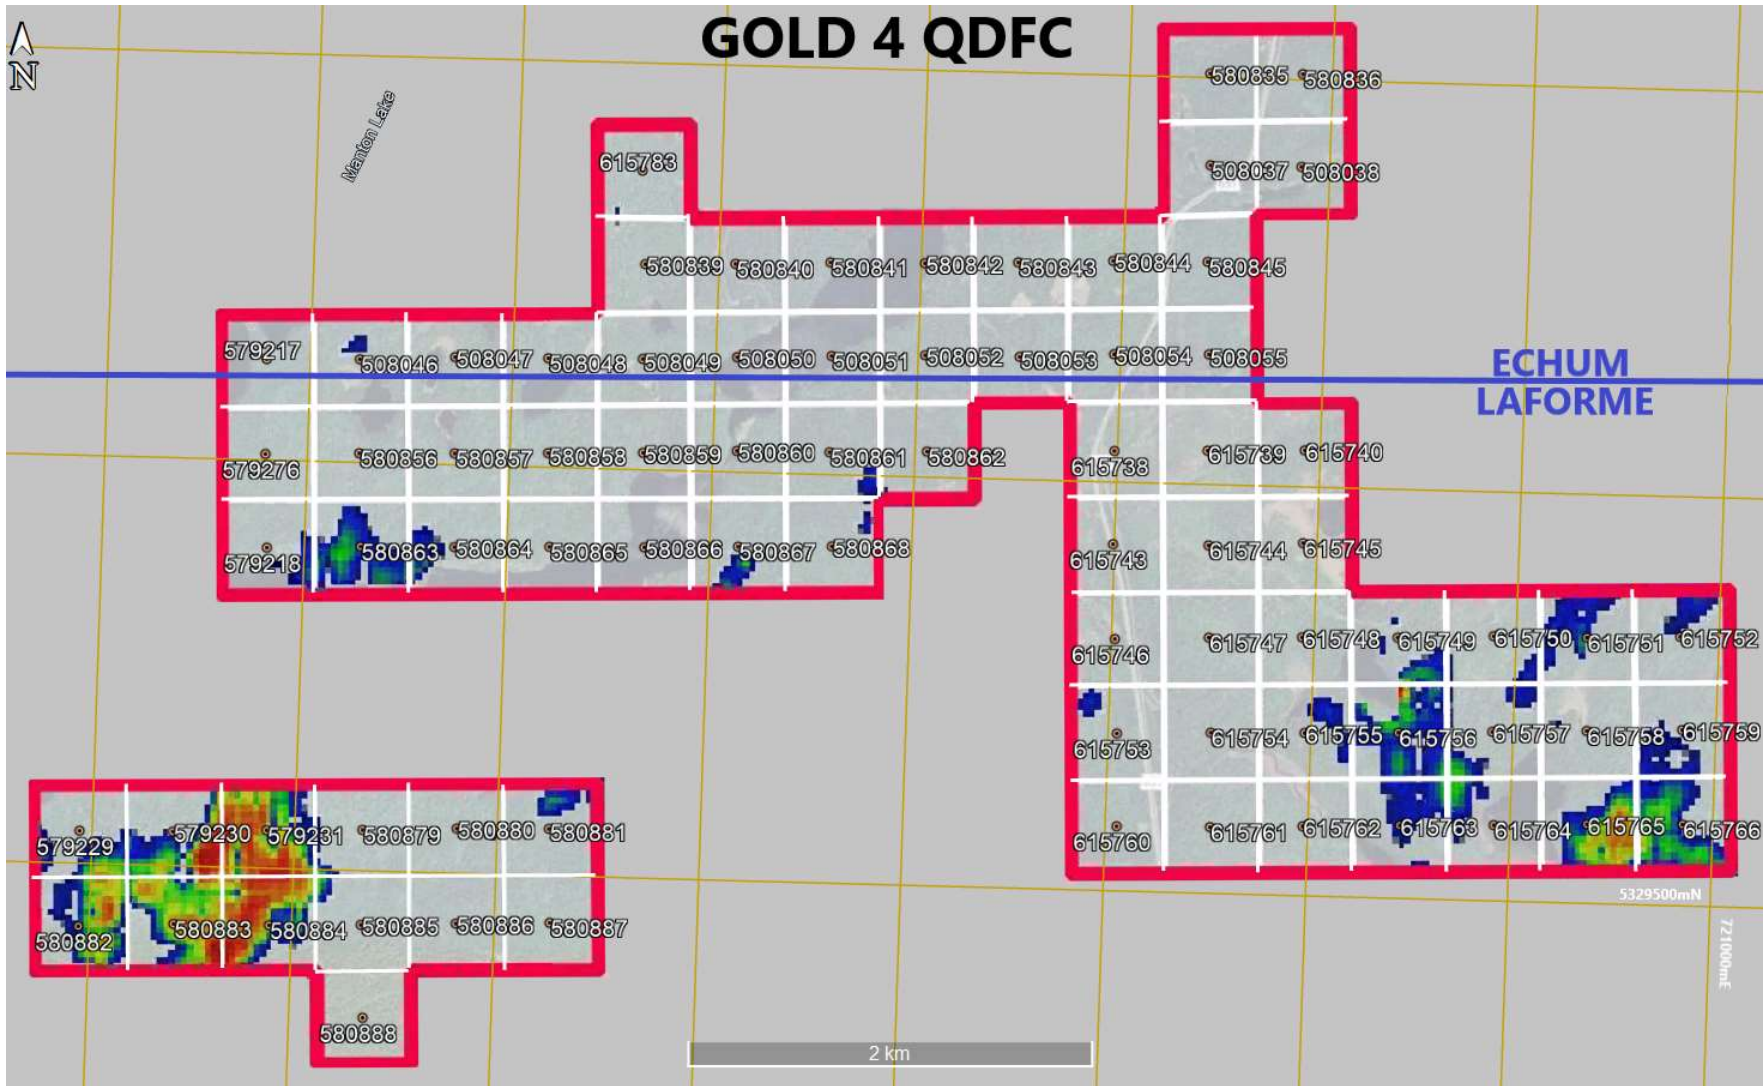 GOLD 4 QDFC
N
Manton Lake
580835 580836
615783
508037 508038
580839 580840 580841 580842 580843 580844 580845
579217 508046 508047 508048 508049 508050 508051 508052 508053 508054 508055
ECHUM
LAFORME
579276 580856 580857 580858 580859 580860 580861 580862 615738 615739 615740
579218 580863 580864 580865 580866 580867 580868 615743 615744 615745
615746 615747 615748 615749 615750 615751 615752
615753 615754 615755 615756 615757 615758 615759
579229 579230 579231 580879 580880 580881 615760 615761 615762 615763 615764 615765 615766
5329500mN
721000mE
580882 580883 580884 580885 580886 580887
580888
2 km